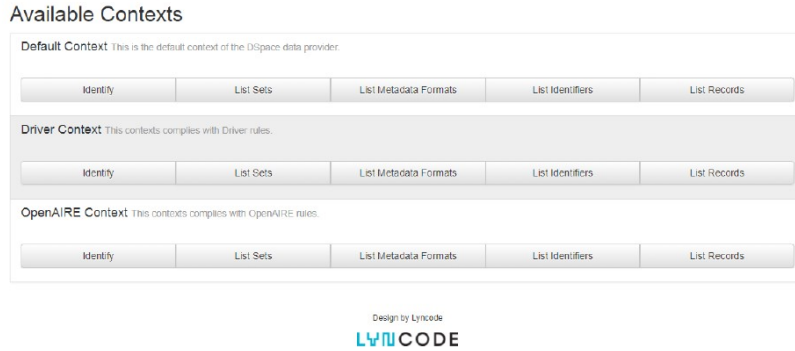 Available Contexts
Default Context This is the default context of the DSpace data provider.
Identify List Sets List Metadata Formats List Identifiers List Records
Driver Context This contexts complies with Driver rules.
Identify List Sets List Metadata Formats List Identifiers List Records
OpenAIRE Context This contexts complies with OpenAIRE rules.
Identify List Sets List Metadata Formats List Identifiers List Records
Design by Lyncode
LYNCODE